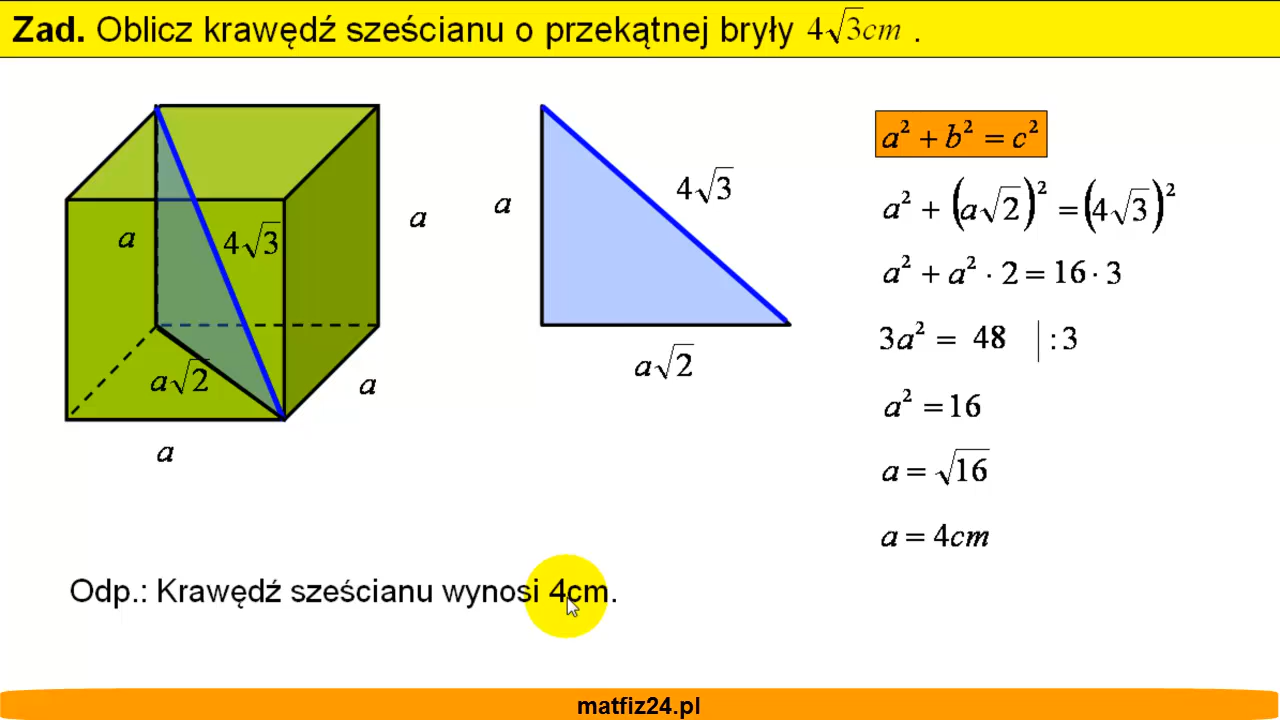 Zad. Oblicz krawędź sześcianu o przekątnej bryły 4√3cm .
a
4√3
a
a√2
a
a
a
4√3
a√2
a² + b² = c²
a² + (a√2)² = (4√3)²
a² + a² · 2 = 16 · 3
3a² = 48 | : 3
a² = 16
a = √16
a = 4cm
Odp.: Krawędź sześcianu wynosi 4cm.
matfiz24.pl